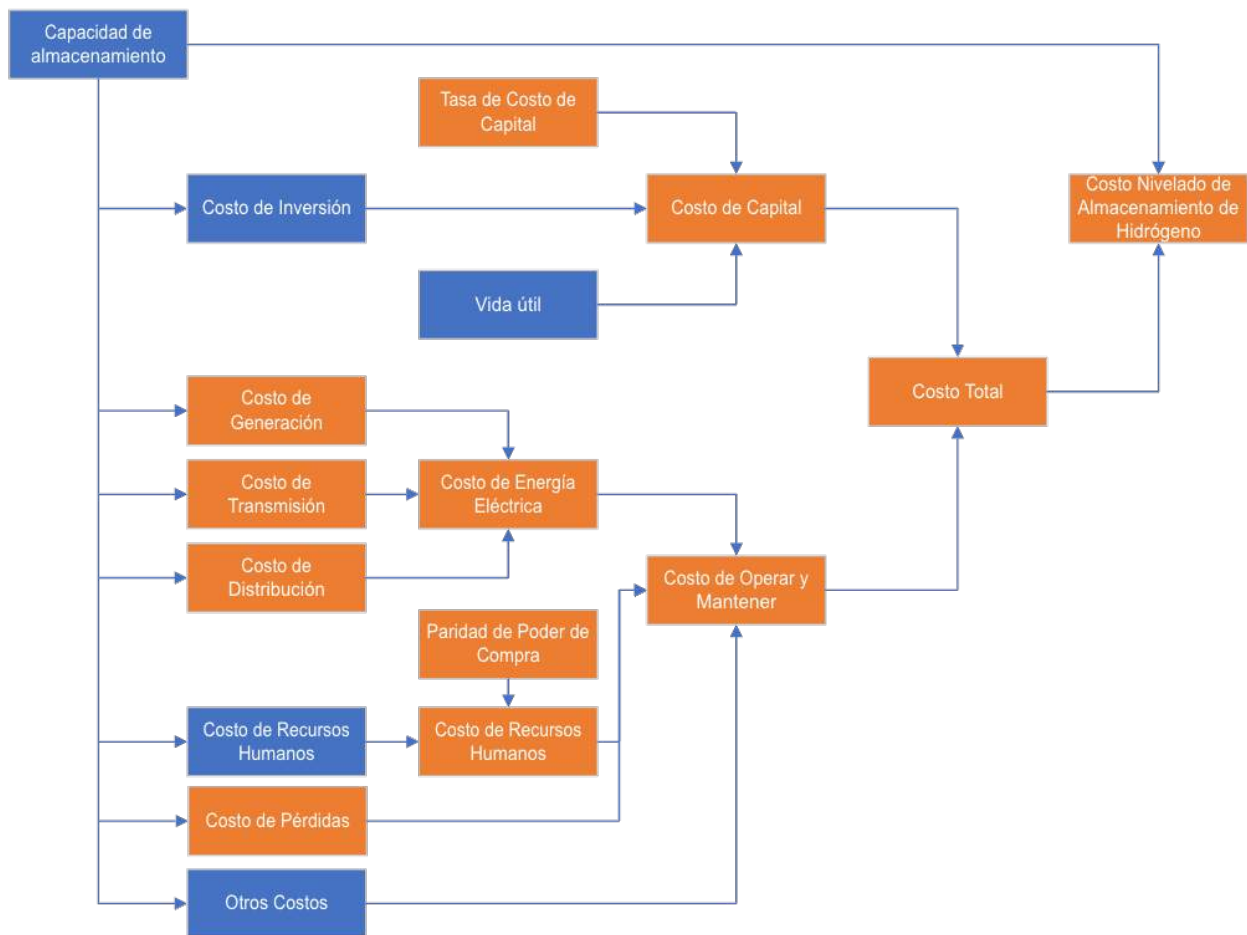 Capacidad de
almacenamiento
Tasa de Costo de
Capital
Costo de Inversión
Costo de Capital
Costo Nivelado de
Almacenamiento de
Hidrógeno
Vida útil
Costo Total
Costo de
Generación
Costo de
Transmisión
Costo de Energía
Eléctrica
Costo de
Distribución
Costo de Operar y
Mantener
Paridad de Poder de
Compra
Costo de Recursos
Humanos
Costo de Recursos
Humanos
Costo de Pérdidas
Otros Costos